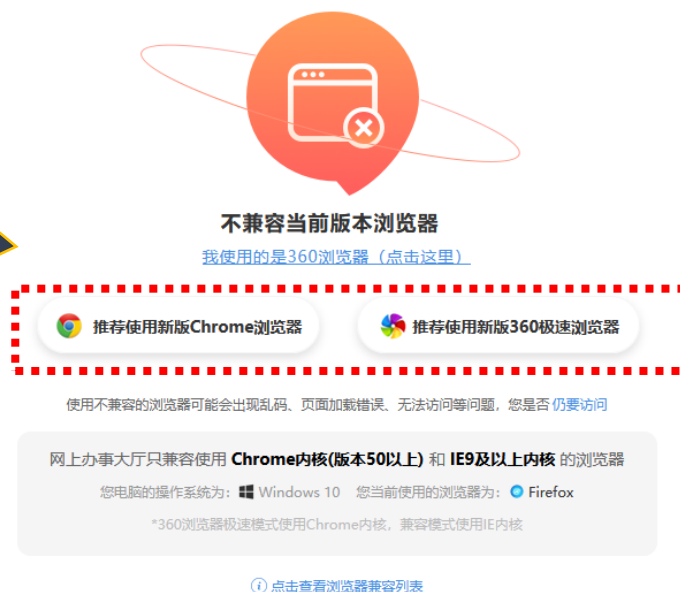 不兼容当前版本浏览器
我使用的是360浏览器（点击这里）
推荐使用新版Chrome浏览器
推荐使用新版360极速浏览器
使用不兼容的浏览器可能会出现乱码、页面加载错误、无法访问等问题，您是否 仍要访问
网上办事大厅只兼容使用 Chrome内核(版本50以上) 和 IE9及以上内核 的浏览器
您电脑的操作系统为： Windows 10 您当前使用的浏览器为： Firefox
*360浏览器极速模式使用Chrome内核，兼容模式使用IE内核
点击查看浏览器兼容列表